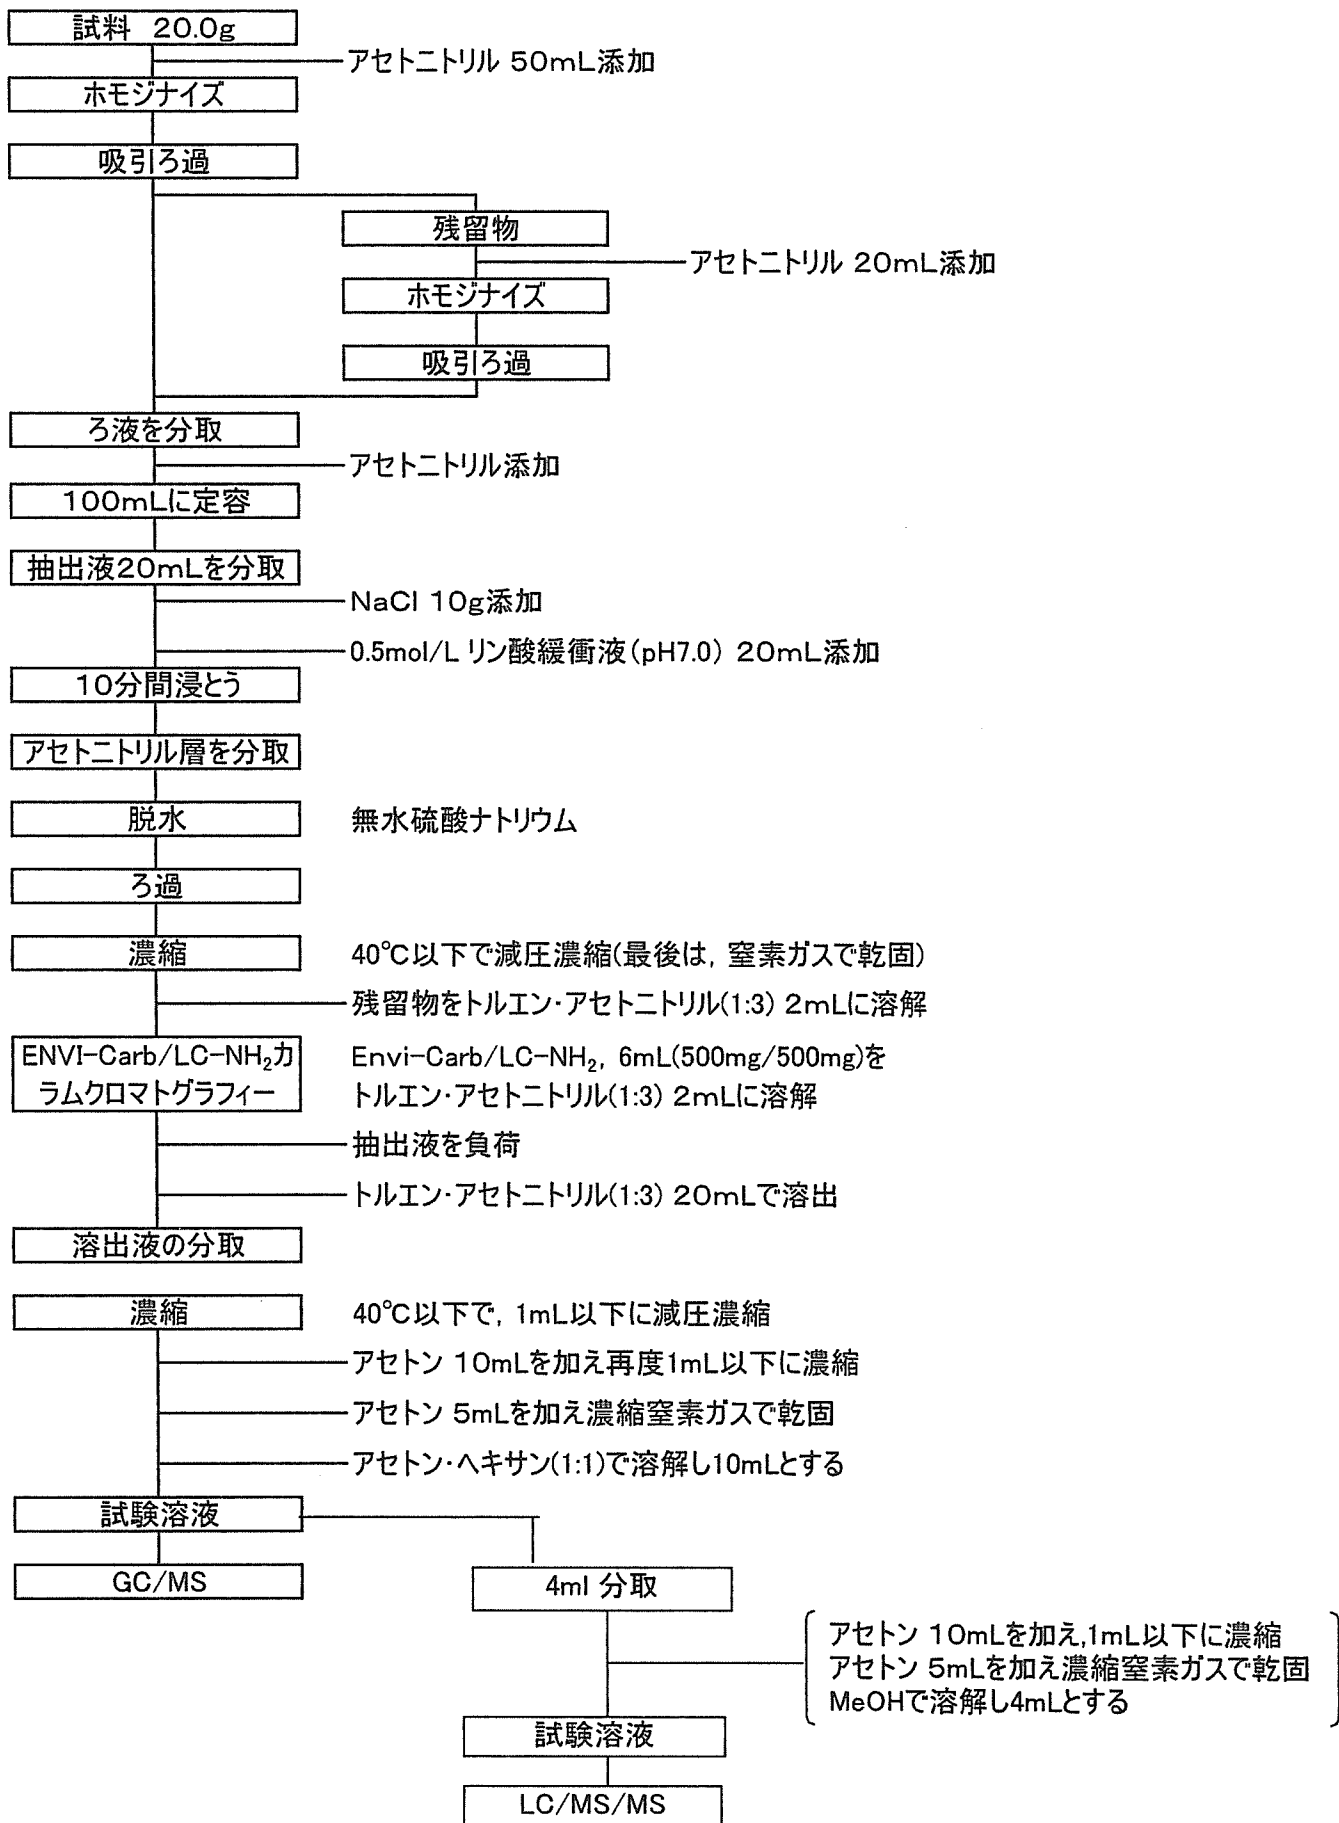 試料 20.0g
アセトニトリル 50mL添加
ホモジナイズ
吸引ろ過
残留物
アセトニトリル 20mL添加
ホモジナイズ
吸引ろ過
ろ液を分取
アセトニトリル添加
100mLに定容
抽出液20mLを分取
NaCl 10g添加
0.5mol/L リン酸緩衝液(pH7.0) 20mL添加
10分間浸とう
アセトニトリル層を分取
脱水 無水硫酸ナトリウム
ろ過
濃縮 40℃以下で減圧濃縮(最後は, 窒素ガスで乾固)
残留物をトルエン・アセトニトリル(1:3) 2mLに溶解
ENVI-Carb/LC-NH₂カ
ラムクロマトグラフィー
Envi-Carb/LC-NH₂, 6mL(500mg/500mg)を
トルエン・アセトニトリル(1:3) 2mLに溶解
抽出液を負荷
トルエン・アセトニトリル(1:3) 20mLで溶出
溶出液の分取
濃縮 40℃以下で, 1mL以下に減圧濃縮
アセトン 10mLを加え再度1mL以下に濃縮
アセトン 5mLを加え濃縮窒素ガスで乾固
アセトン・ヘキサン(1:1)で溶解し10mLとする
試験溶液
GC/MS
4ml 分取
アセトン 10mLを加え,1mL以下に濃縮
アセトン 5mLを加え濃縮窒素ガスで乾固
MeOHで溶解し4mLとする
試験溶液
LC/MS/MS